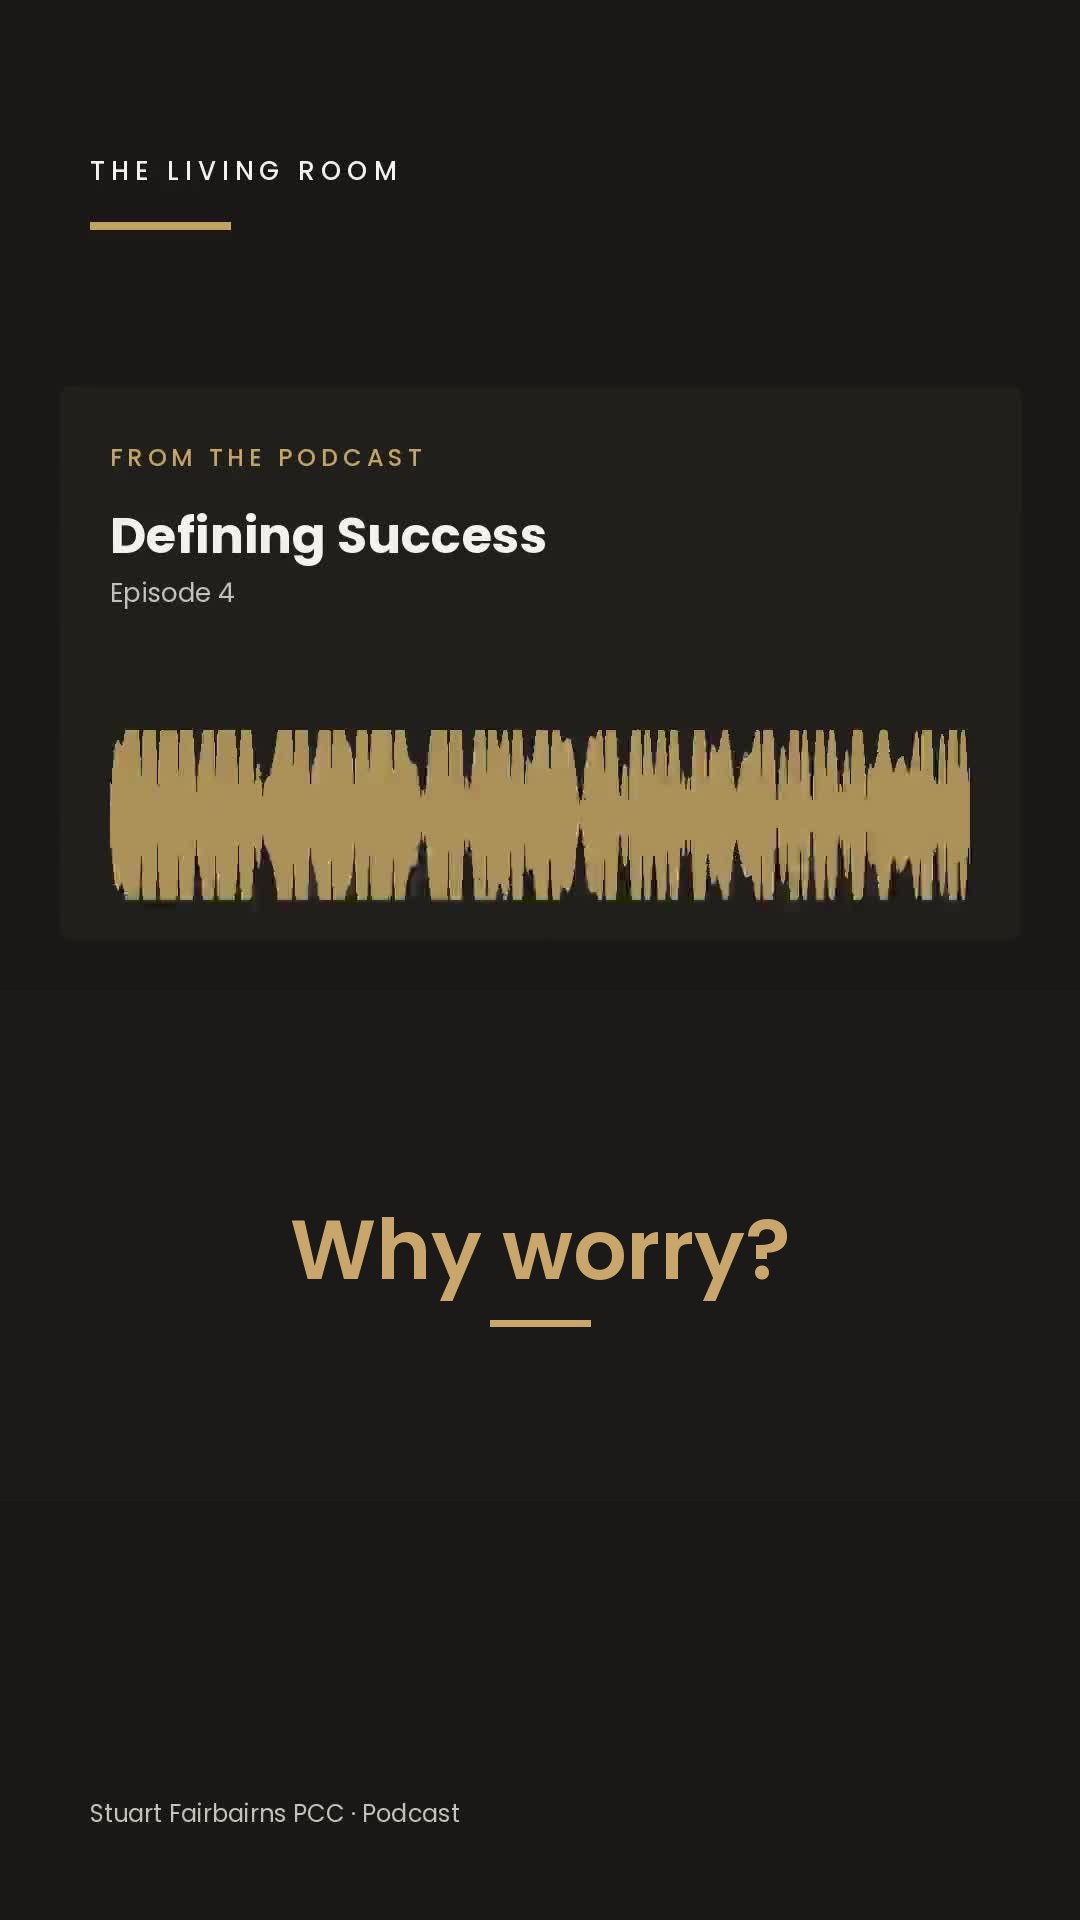 THE LIVING ROOM
FROM THE PODCAST
Defining Success
Episode 4
Why worry?
Stuart Fairbairns PCC · Podcast